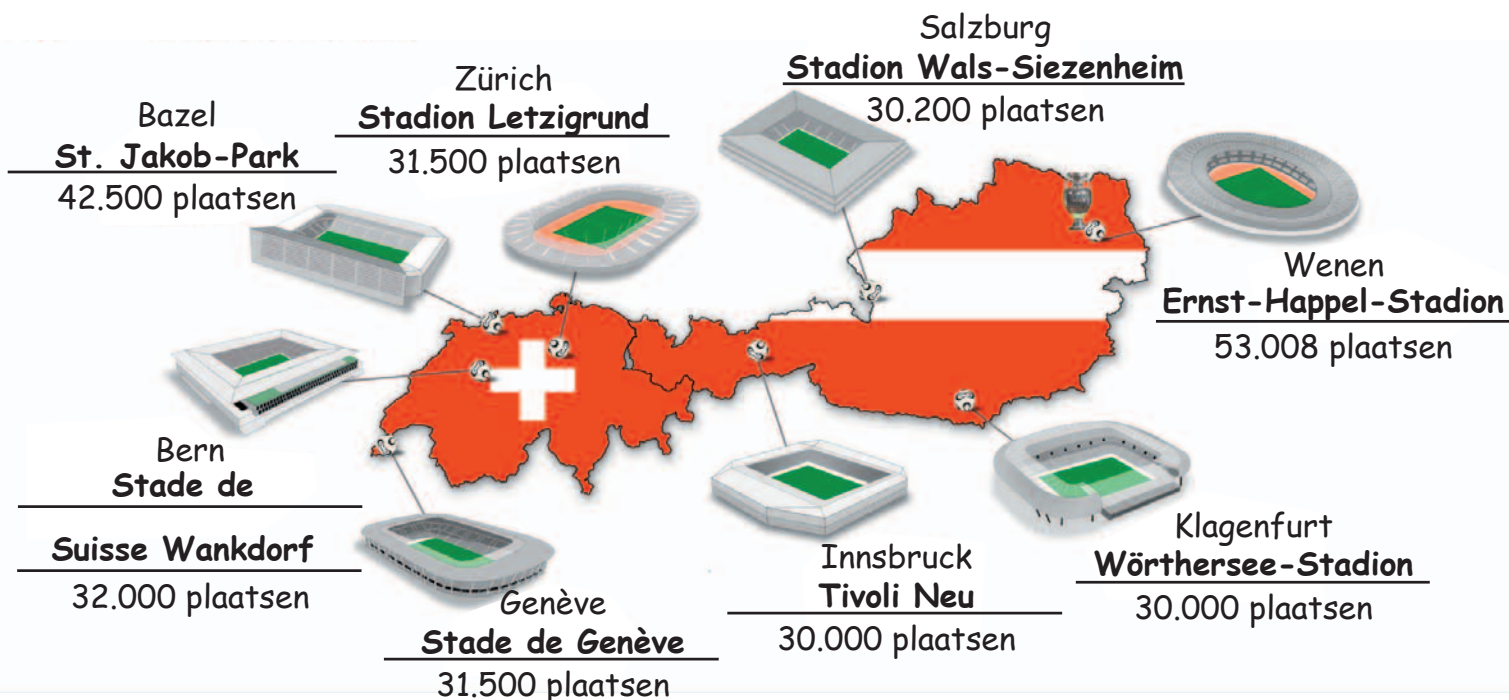 Salzburg
Stadion Wals-Siezenheim
30.200 plaatsen
Zürich
Stadion Letzigrund
31.500 plaatsen
Bazel
St. Jakob-Park
42.500 plaatsen
Wenen
Ernst-Happel-Stadion
53.008 plaatsen
Bern
Stade de
Suisse Wankdorf
32.000 plaatsen
Genève
Stade de Genève
31.500 plaatsen
Innsbruck
Tivoli Neu
30.000 plaatsen
Klagenfurt
Wörthersee-Stadion
30.000 plaatsen